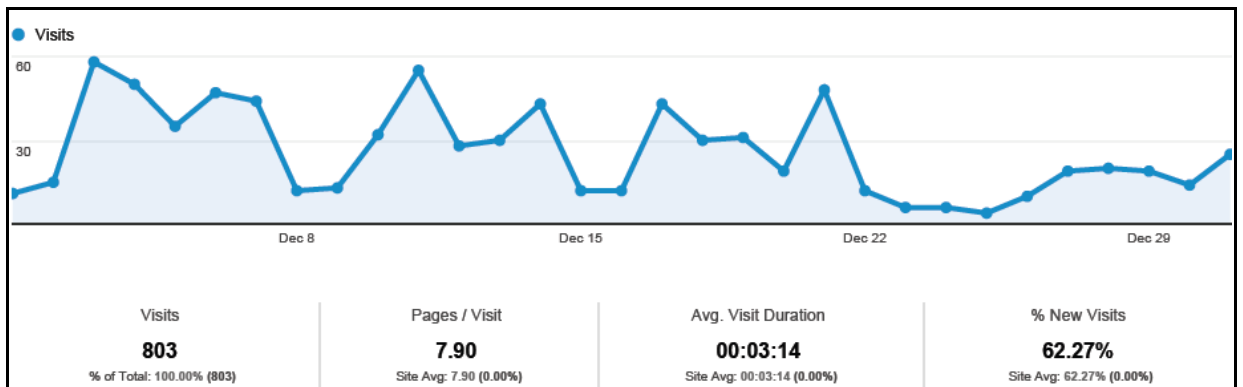 Visits
60
30
Dec 8 Dec 15 Dec 22 Dec 29
Visits Pages / Visit Avg. Visit Duration % New Visits
803 7.90 00:03:14 62.27%
% of Total: 100.00% (803) Site Avg: 7.90 (0.00%) Site Avg: 00:03:14 (0.00%) Site Avg: 62.27% (0.00%)